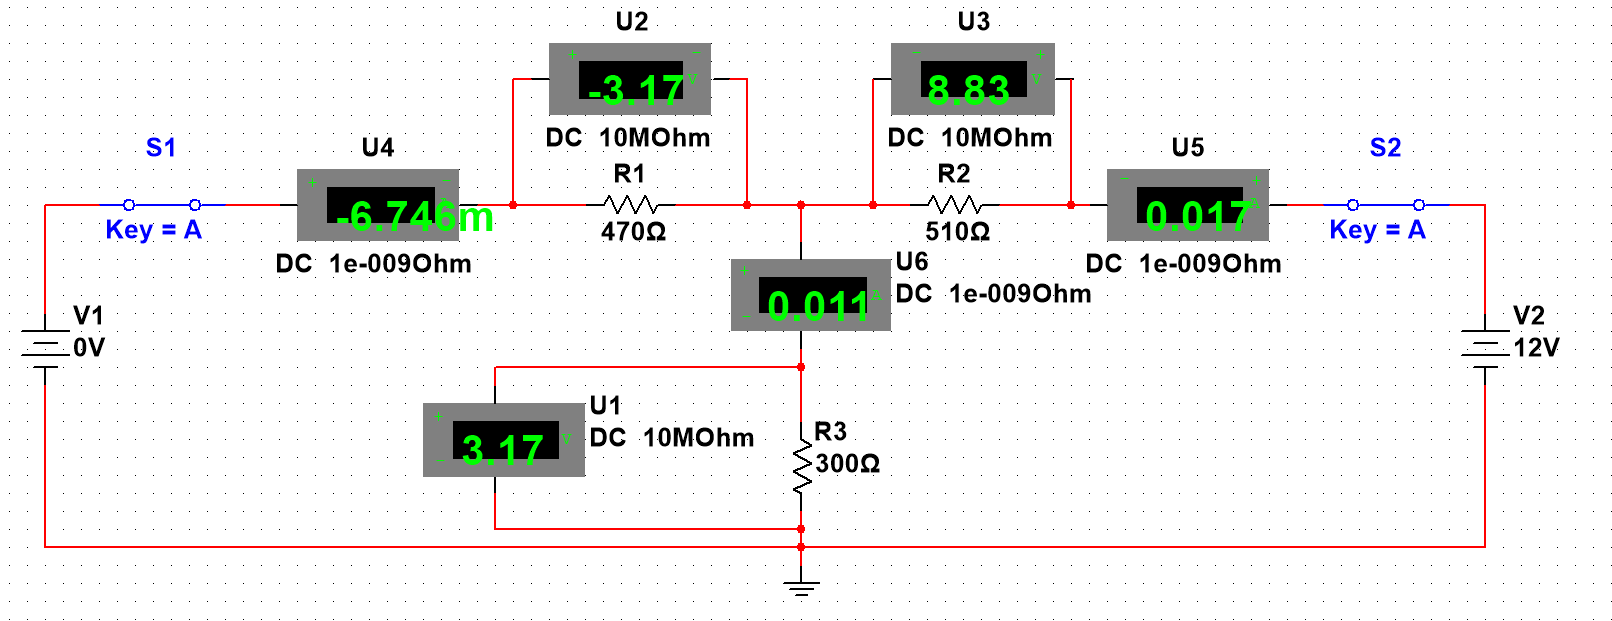 U2
-3.17
DC 10MOhm
U3
8.83
DC 10MOhm
S1
Key = A
U4
-6.746m
DC 1e-009Ohm
R1
470Ω
R2
510Ω
U5
0.017
DC 1e-009Ohm
S2
Key = A
U6
0.011
DC 1e-009Ohm
V1
0V
V2
12V
U1
3.17
DC 10MOhm
R3
300Ω